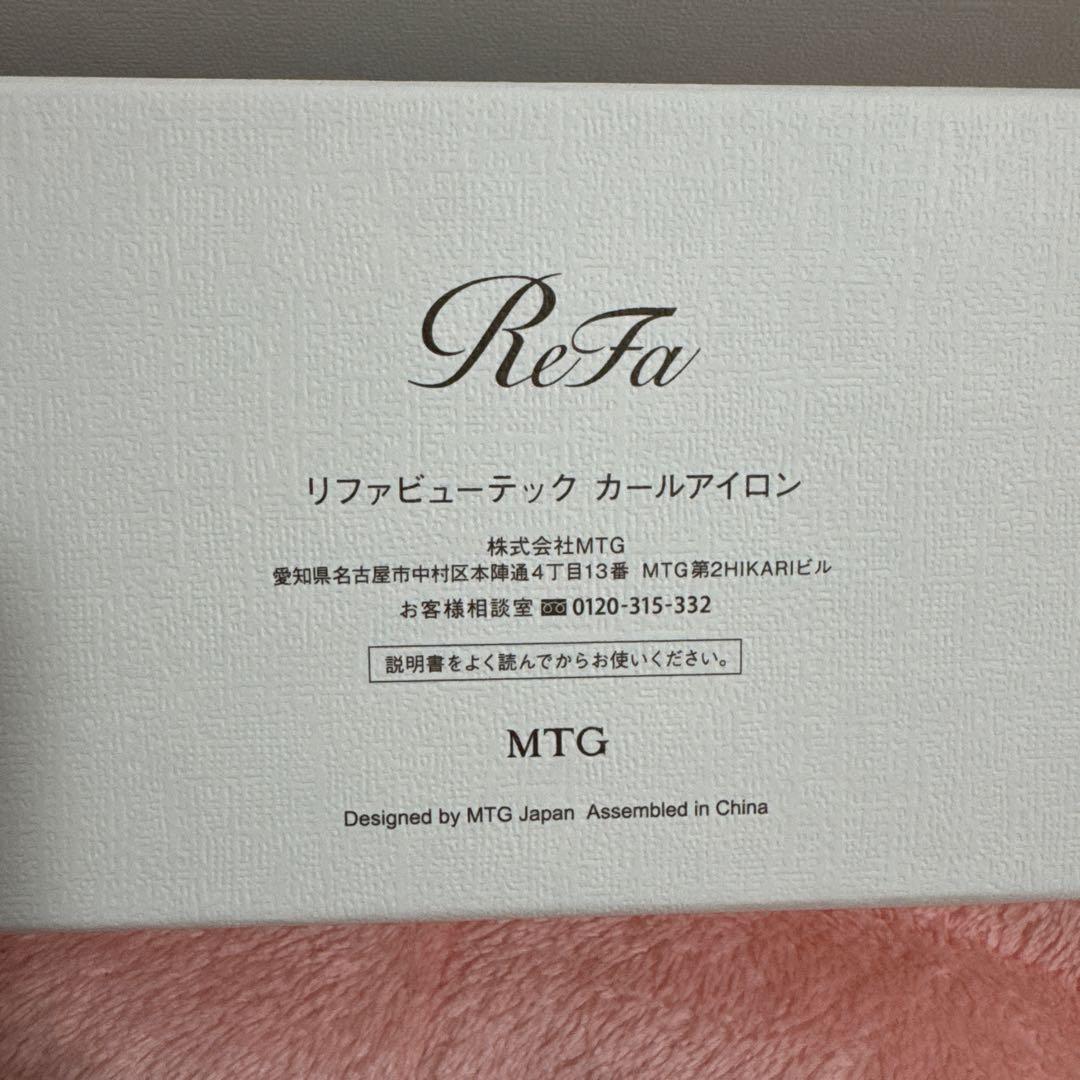 ReFa
リファビューテック カールアイロン
株式会社MTG
愛知県名古屋市中村区本陣通4丁目13番 MTG第2HIKARIビル
お客様相談室 0120-315-332
説明書をよく読んでからお使いください。
MTG
Designed by MTG Japan Assembled in China